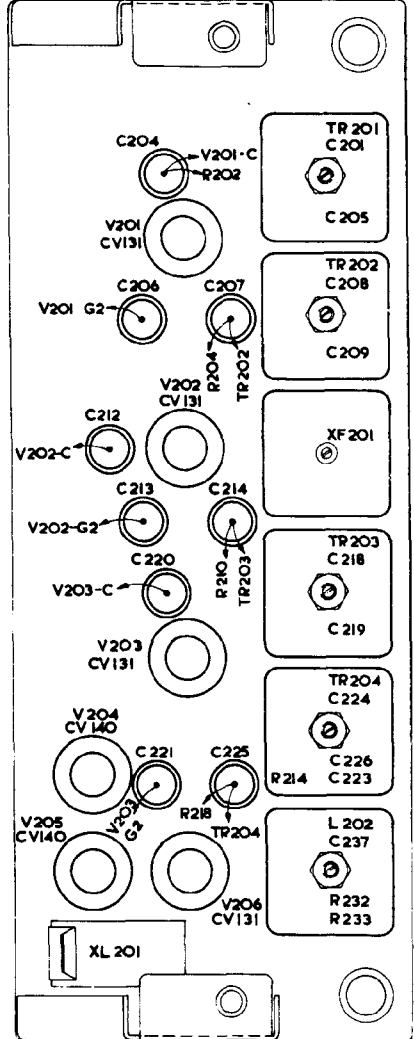 C204
V201-C
R202
TR201
C201
C205
V201
CV131
C206
C207
V201 G2
R204
TR202
TR202
C208
C209
V202
CV131
C212
V202-C
XF201
C213
C214
V202-G2
R210
TR203
C220
V203-C
TR203
C218
C219
V203
CV131
V204
CV140
C221
C225
V203
G2
R218
TR204
TR204
C224
C226
R214 C223
V205
CV140
V206
CV131
L202
C237
R232
R233
XL 201